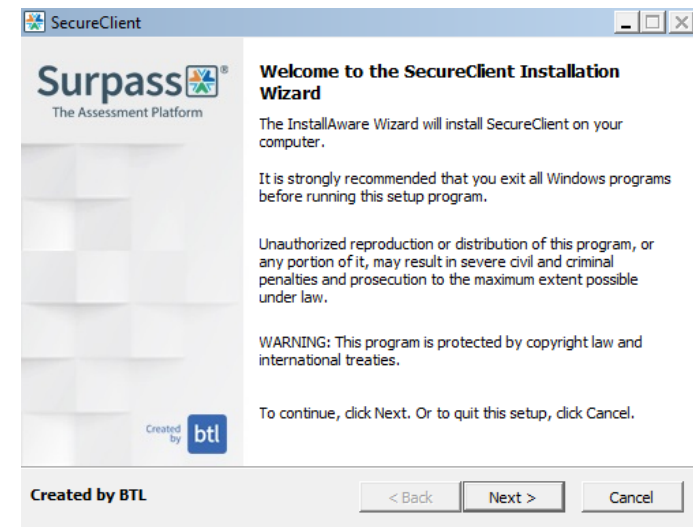 SecureClient
Surpass®
The Assessment Platform
Welcome to the SecureClient Installation
Wizard
The InstallAware Wizard will install SecureClient on your
computer.
It is strongly recommended that you exit all Windows programs
before running this setup program.
Unauthorized reproduction or distribution of this program, or
any portion of it, may result in severe civil and criminal
penalties and prosecution to the maximum extent possible
under law.
WARNING: This program is protected by copyright law and
international treaties.
To continue, click Next. Or to quit this setup, click Cancel.
Created
by
btl
Created by BTL
< Back
Next >
Cancel